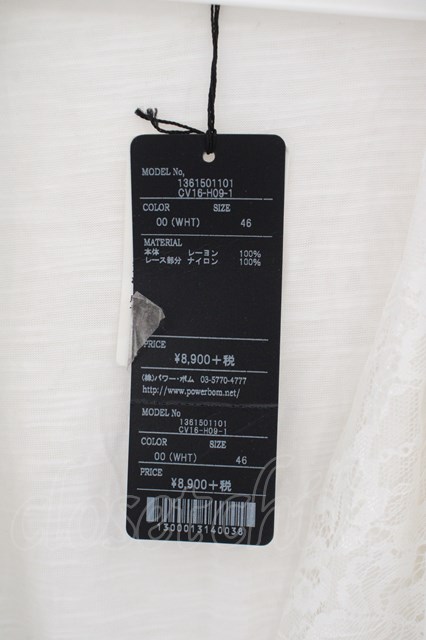 MODEL No,
1361501101
CV16-H09-1
COLOR SIZE
00 (WHT) 46
MATERIAL
本体 レーヨン 100%
レース部分 ナイロン 100%
PRICE
¥8,900+税
(株)パワー・ボム 03-5770-4777
http://www.powerbom.net/
MODEL No
1361501101
CV16-H09-1
COLOR SIZE
00 (WHT) 46
PRICE
¥8,900+税
1300013140038